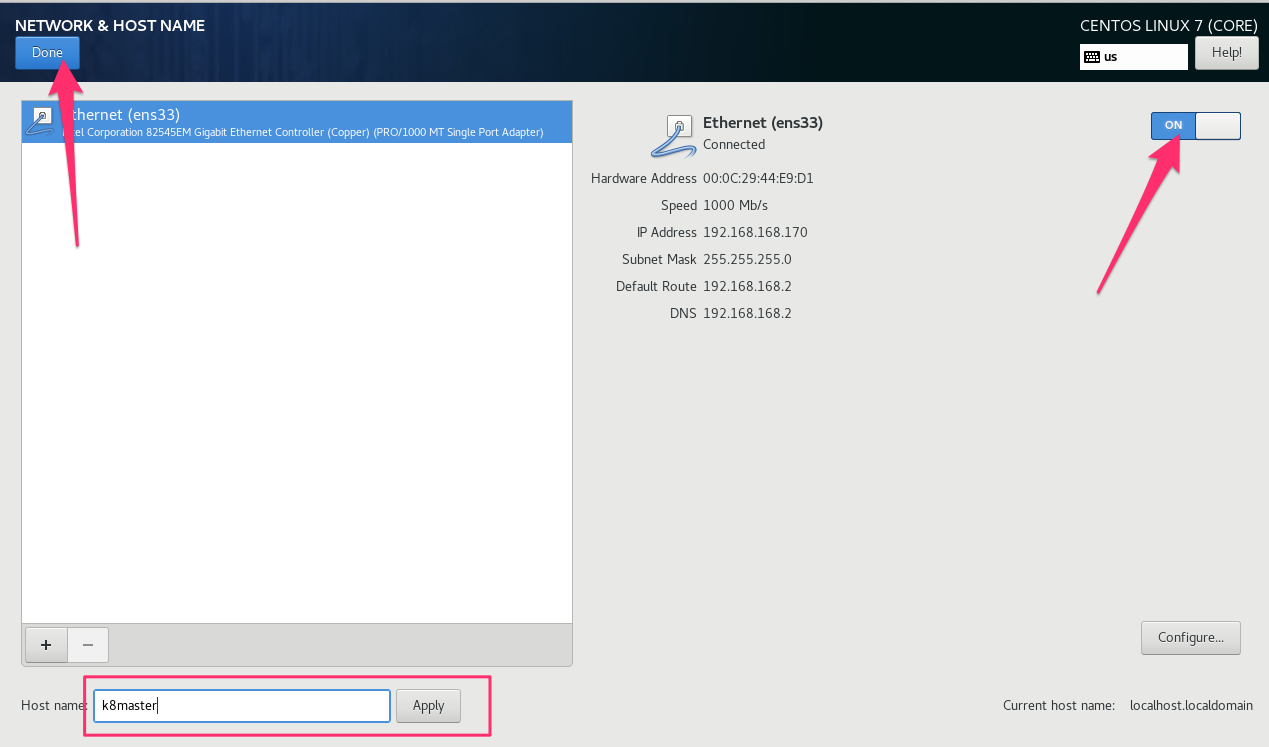 NETWORK & HOST NAME
CENTOS LINUX 7 (CORE)
Done
us
Help!
thernet (ens33)
tel Corporation 82545EM Gigabit Ethernet Controller (Copper) (PRO/1000 MT Single Port Adapter)
Ethernet (ens33)
Connected
ON
Hardware Address 00:0C:29:44:E9:D1
Speed 1000 Mb/s
IP Address 192.168.168.170
Subnet Mask 255.255.255.0
Default Route 192.168.168.2
DNS 192.168.168.2
+ −
Configure...
Host name: k8master Apply
Current host name: localhost.localdomain